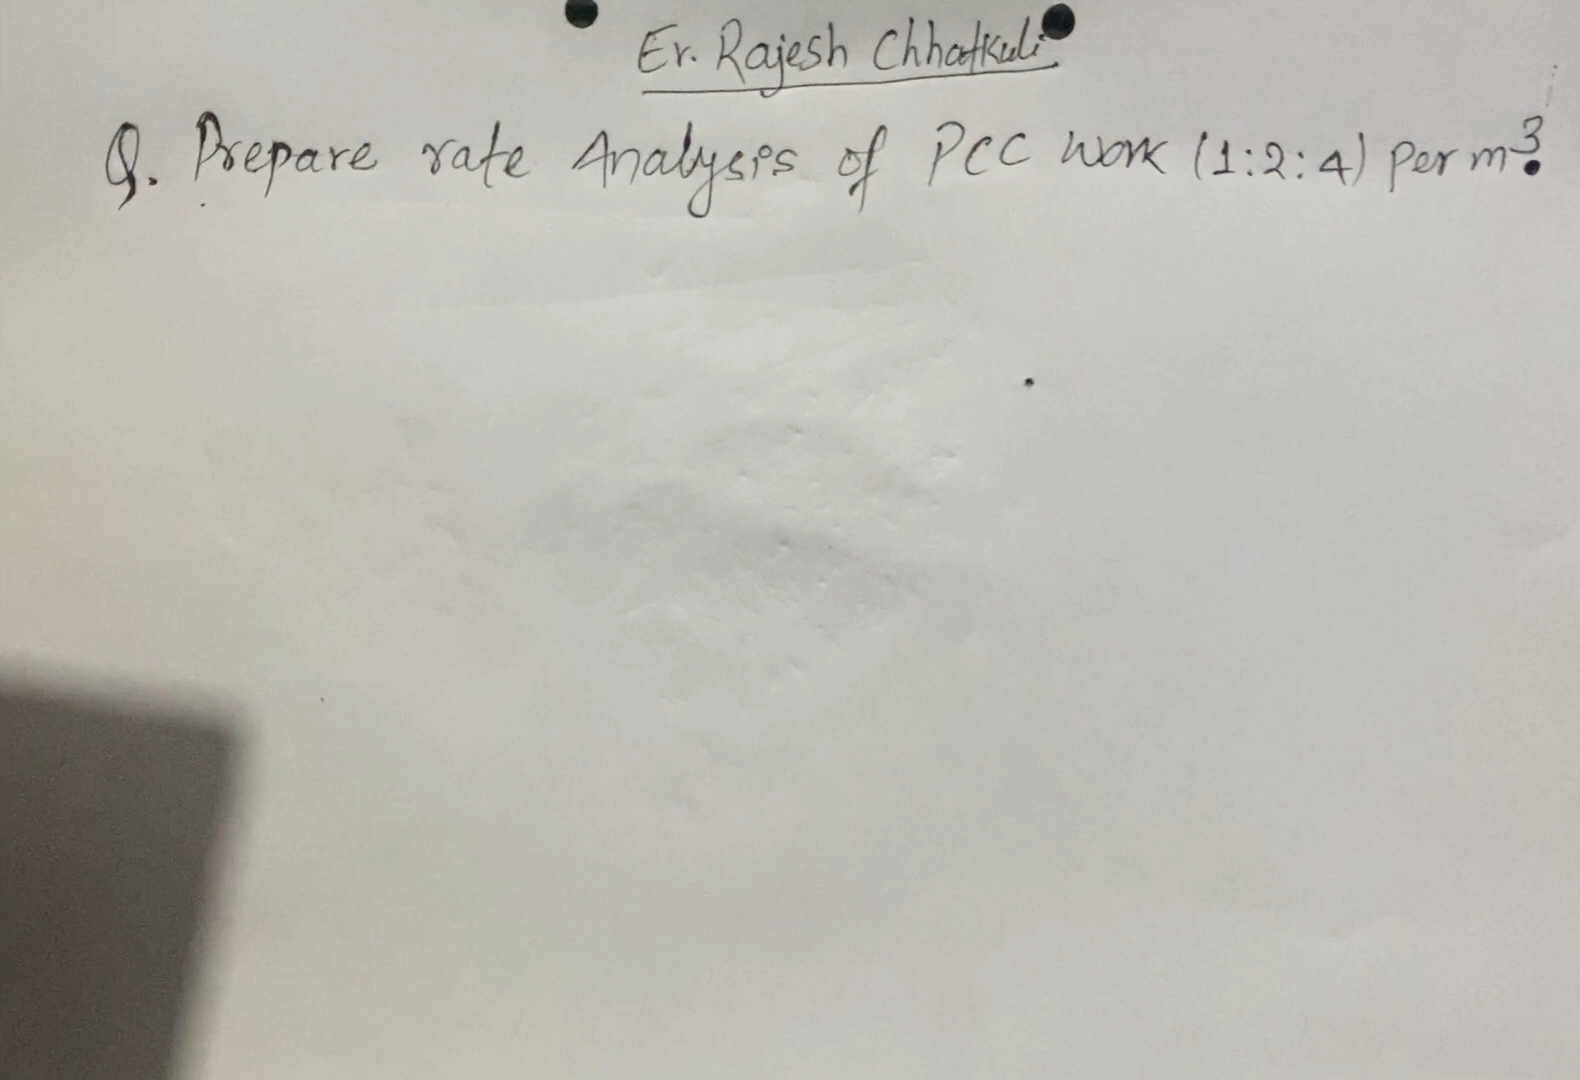 Er. Rajesh Chhatkuli
Q. Prepare rate Analysis of PCC work (1:2:4) per m³.